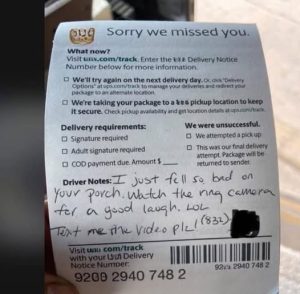 Sorry we missed you.
What now?
Visit com/track. Enter the Delivery Notice
Number below for more information.
☐ We'll try again on the next delivery day. Or, click "Delivery
Options" at ups.com/track to manage your deliveries and redirect your
package to an alternate location.
☐ We're taking your package to a pickup location to keep
it secure. Check pickup availability and get location details at ups.com/track.
Delivery requirements:
☐ Signature required
☐ Adult signature required
☐ COD payment due. Amount $
We were unsuccessful.
☐ We attempted a pick up
☐ This was our final delivery
attempt. Package will be
returned to sender.
Driver Notes: I just fell so bad on
your porch. Watch the ring camera
for a good laugh. LOL
Text me the video plz! (832)
Visit com/track
with your Delivery
Notice Number:
9209 2940 748 2
2940 748 2